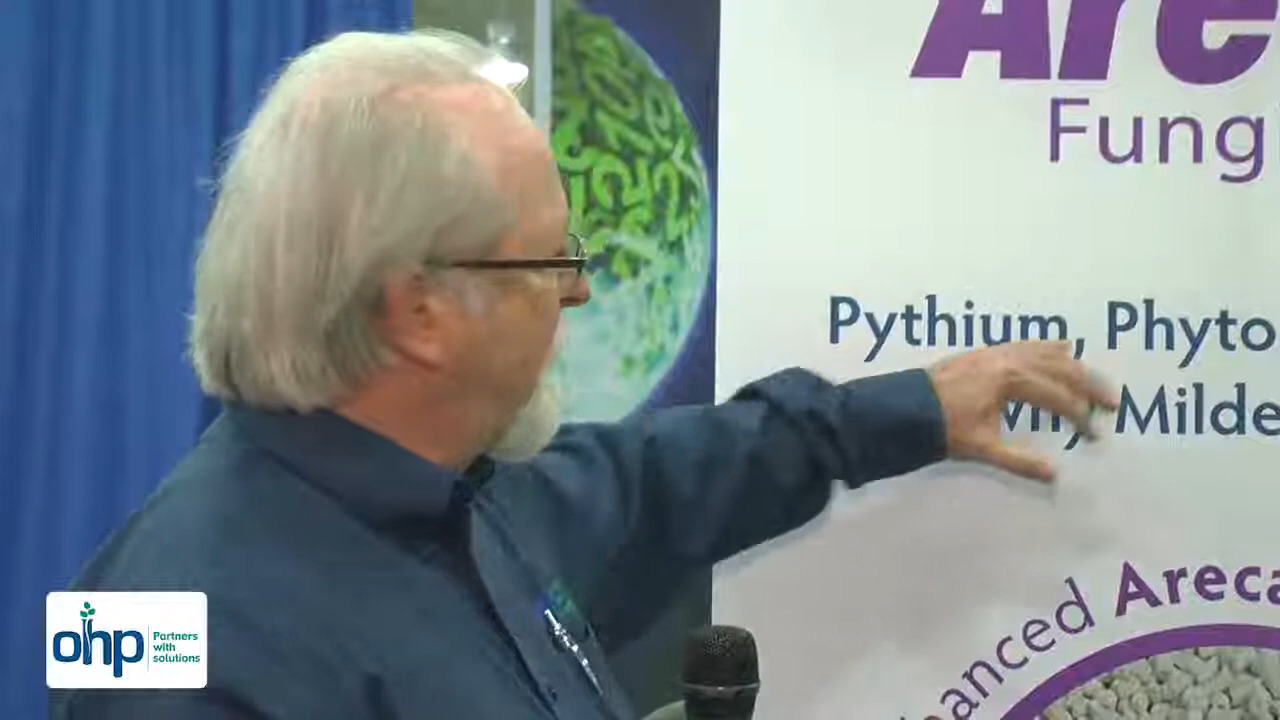 Are
Fung
Pythium, Phyto
Milde
anced Areca
ohp
Partners
with
solutions